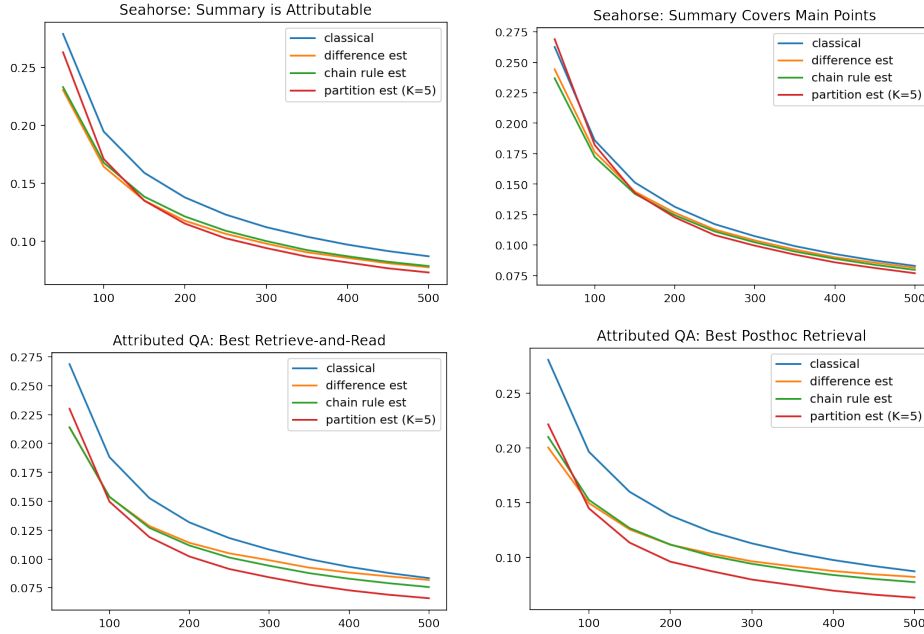 Seahorse: Summary is Attributable
classical
difference est
chain rule est
partition est (K=5)
0.25
0.20
0.15
0.10
100
200
300
400
500
Seahorse: Summary Covers Main Points
classical
difference est
chain rule est
partition est (K=5)
0.275
0.250
0.225
0.200
0.175
0.150
0.125
0.100
0.075
100
200
300
400
500
Attributed QA: Best Retrieve-and-Read
classical
difference est
chain rule est
partition est (K=5)
0.275
0.250
0.225
0.200
0.175
0.150
0.125
0.100
0.075
100
200
300
400
500
Attributed QA: Best Posthoc Retrieval
classical
difference est
chain rule est
partition est (K=5)
0.25
0.20
0.15
0.10
100
200
300
400
500